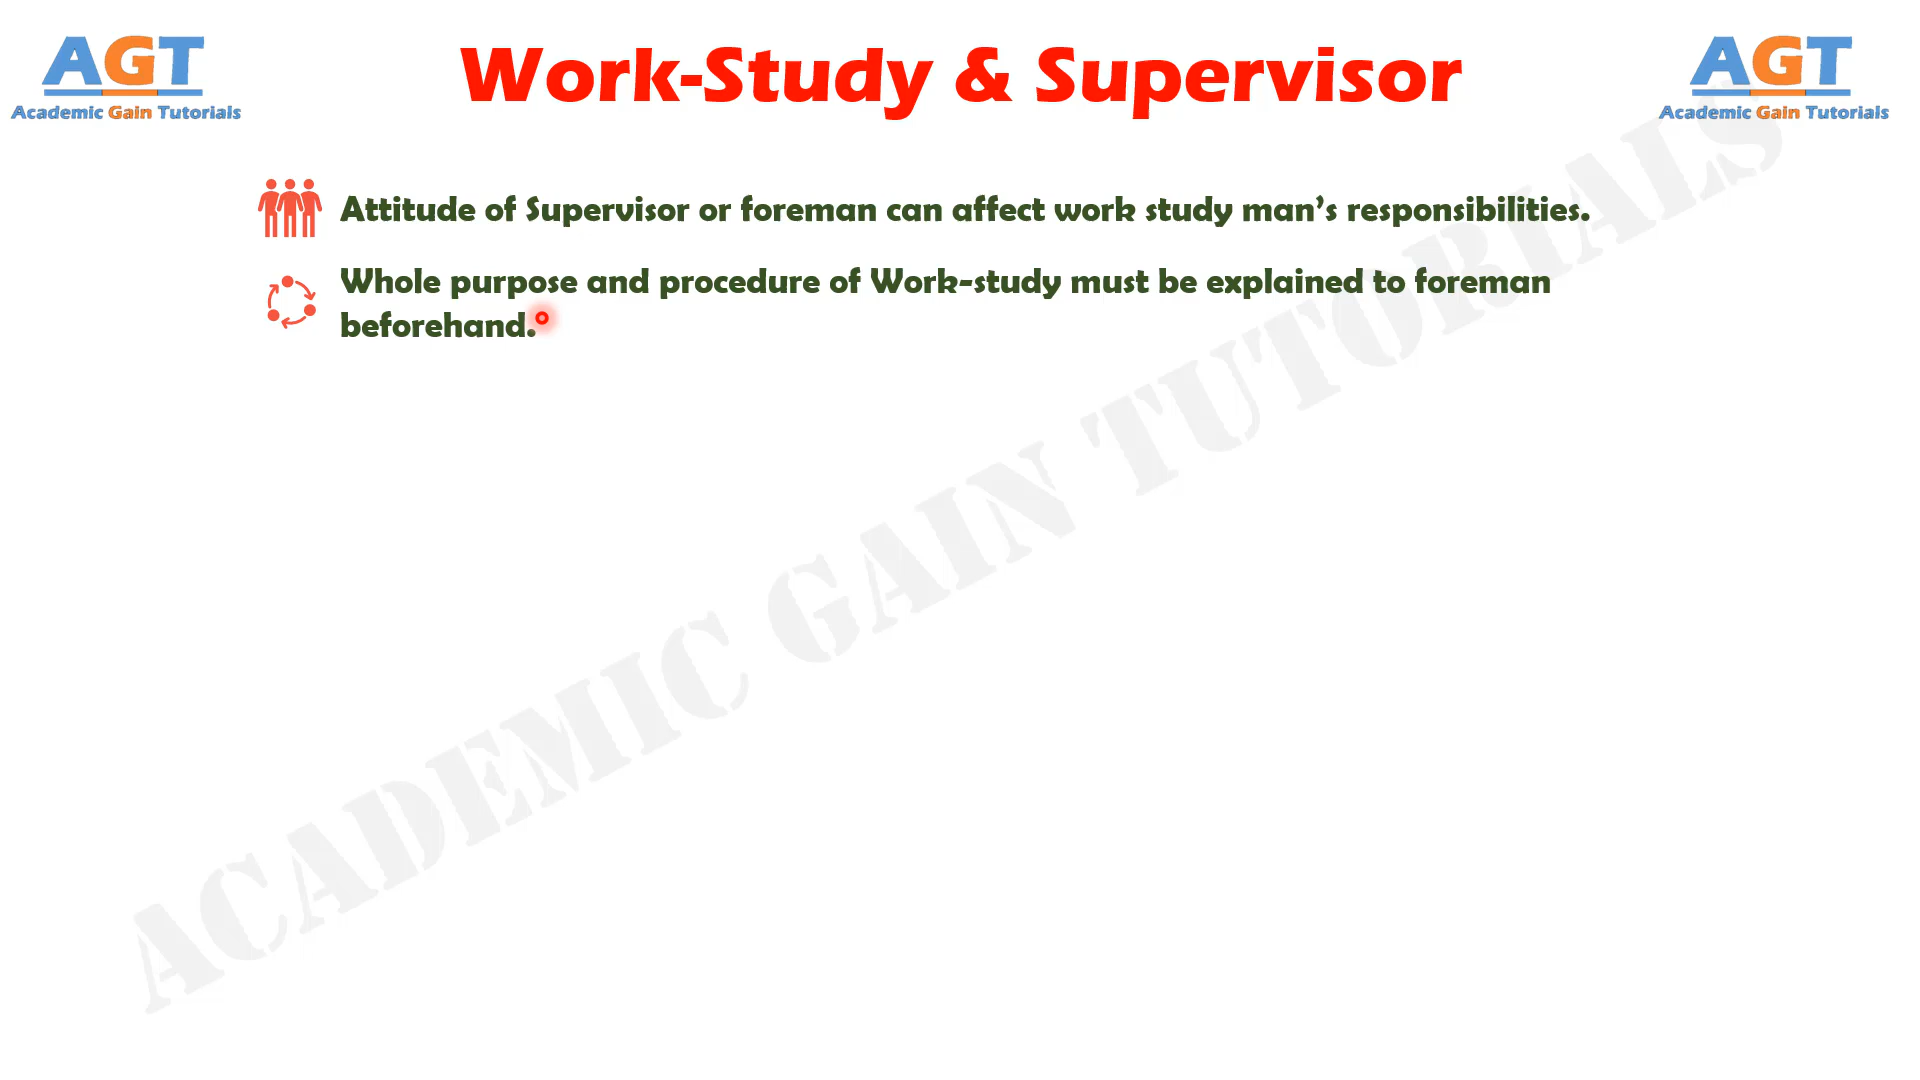 AGT
Academic Gain Tutorials
Work-Study & Supervisor
AGT
Academic Gain Tutorials
Attitude of Supervisor or foreman can affect work study man's responsibilities.
Whole purpose and procedure of Work-study must be explained to foreman
beforehand.
ACADEMIC GAIN TUTORIALS